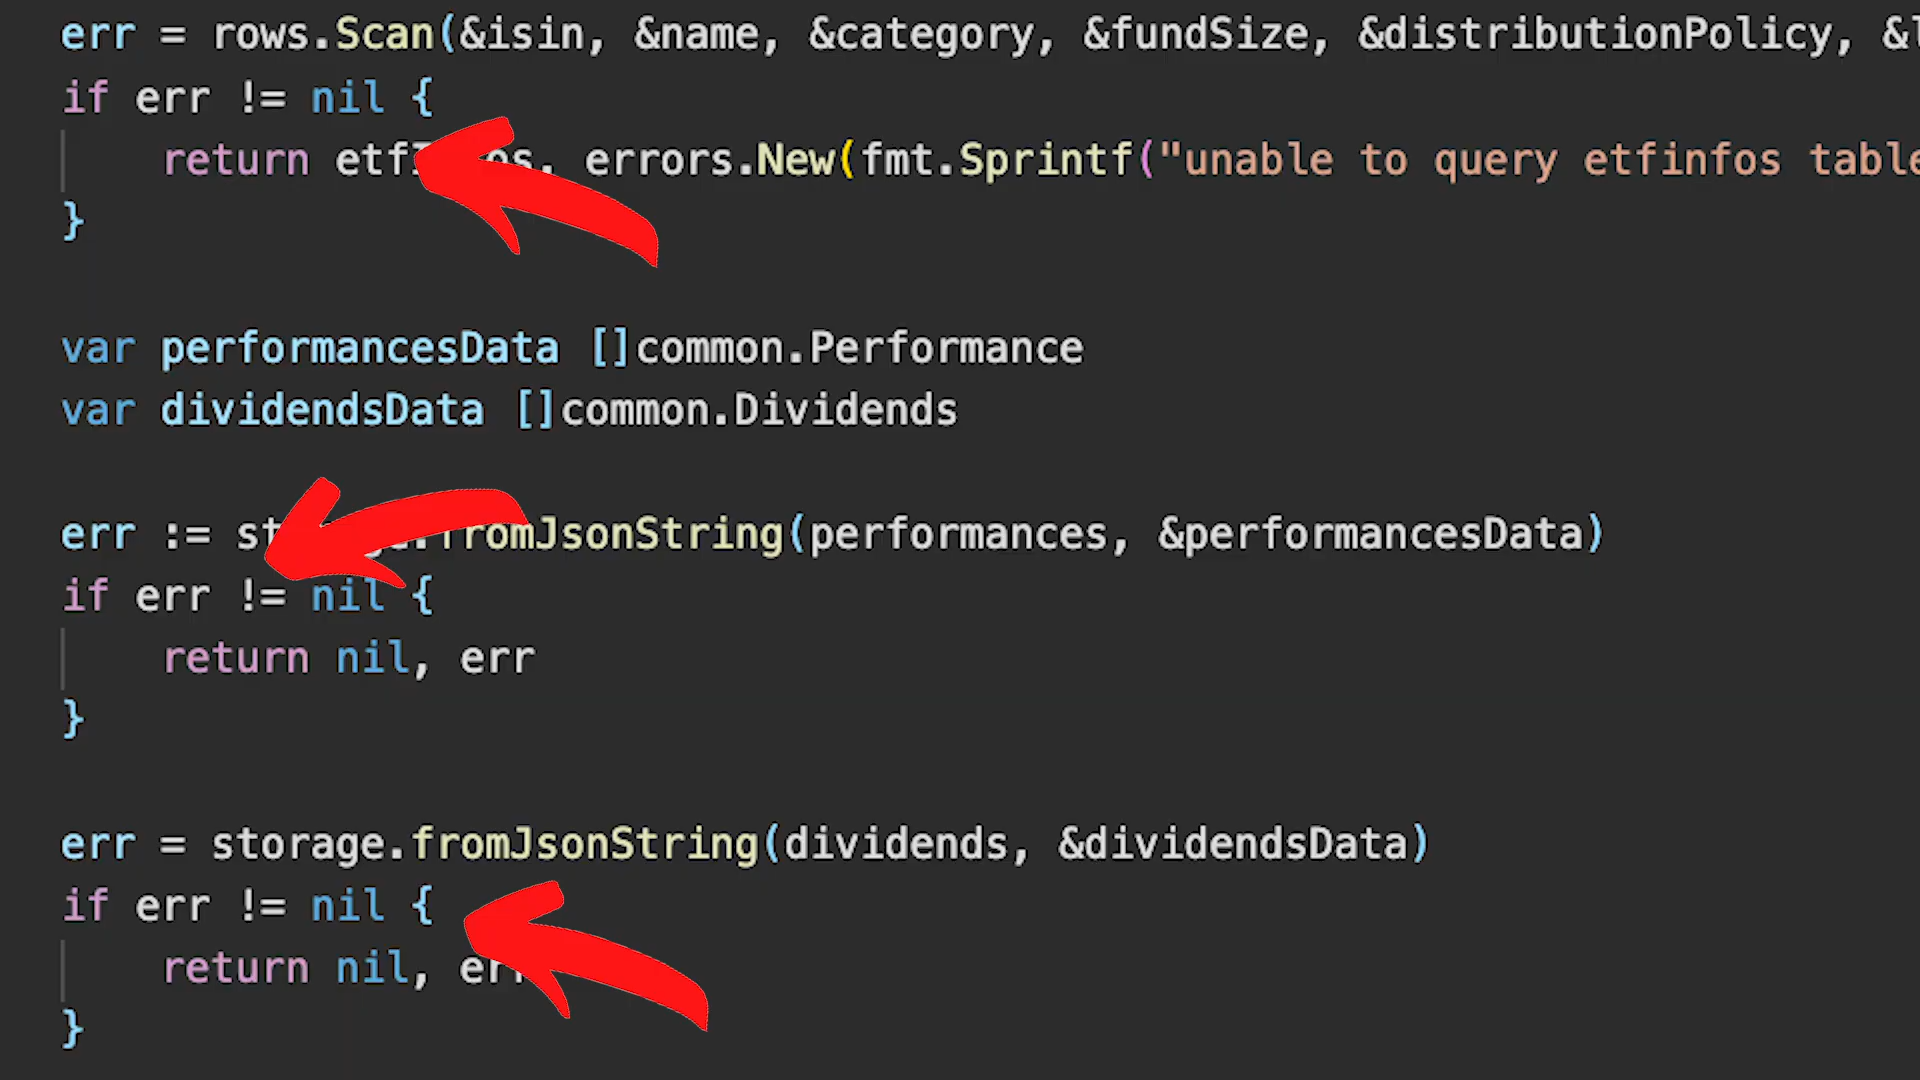 err = rows.Scan(&isin, &name, &category, &fundSize, &distributionPolicy, &l
if err != nil {
return errors.New(fmt.Sprintf("unable to query etfinfos table
}
var performancesData []common.Performance
var dividendsData []common.Dividends
err := fromJsonString(performances, &performancesData)
if err != nil {
return nil, err
}
err = storage.fromJsonString(dividends, &dividendsData)
if err != nil {
return nil, err
}